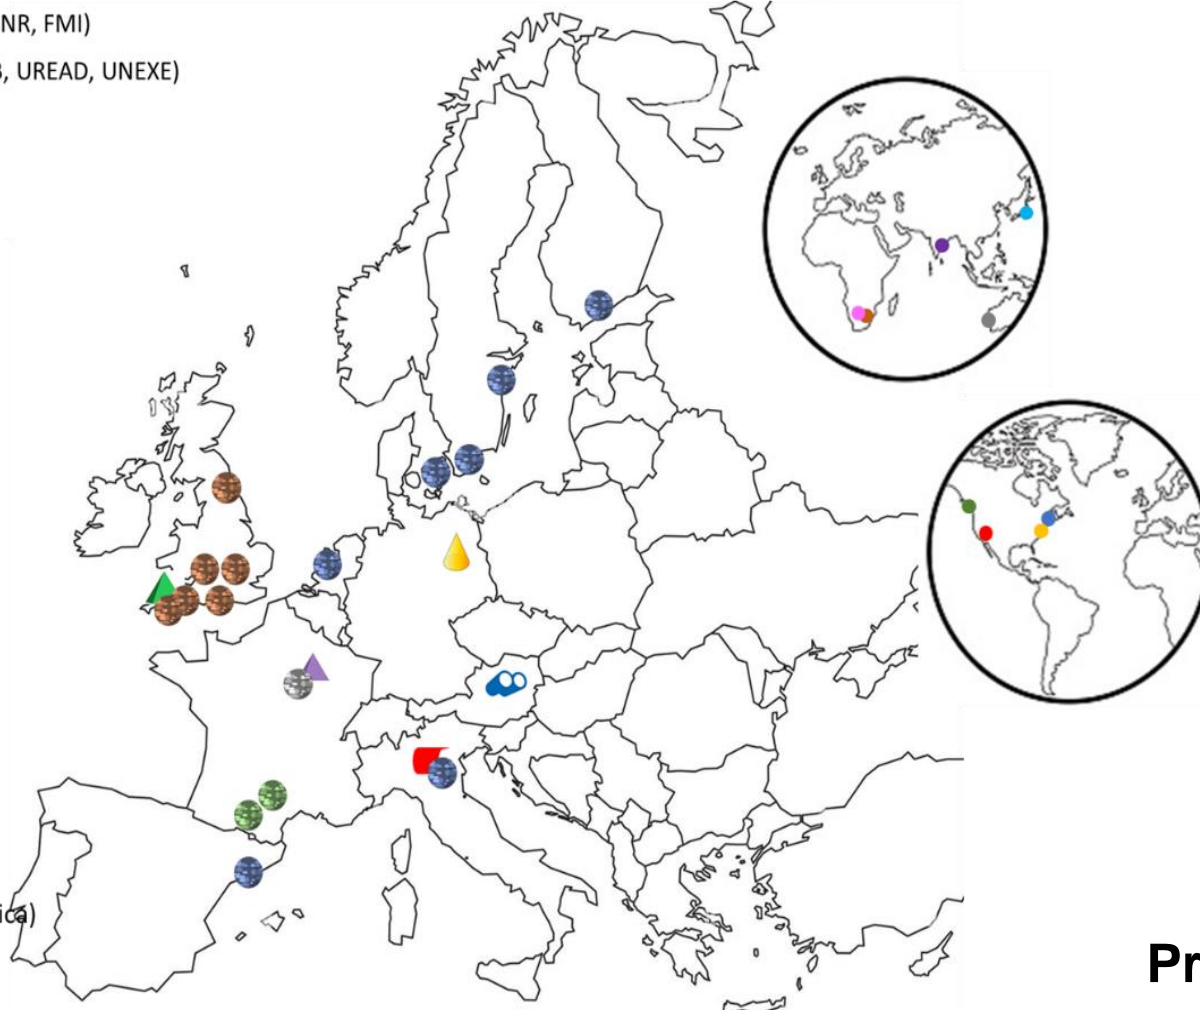 NR, FMI)
, UREAD, UNEXE)
ica)
Pr